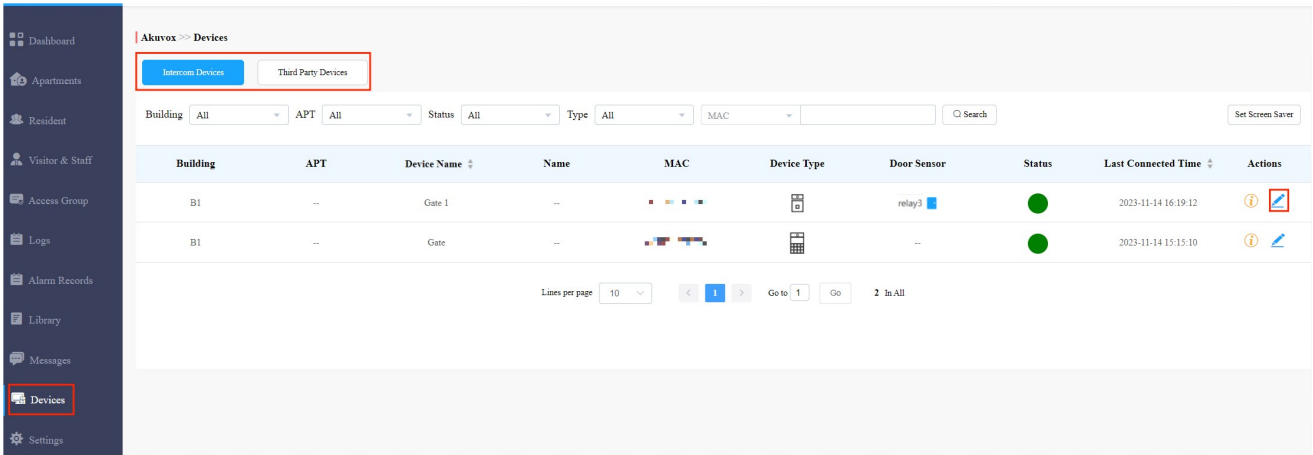 Akuvox >> Devices
Dashboard
Apartments
Resident
Visitor & Staff
Access Group
Logs
Alarm Records
Library
Messages
Devices
Settings
Intercom Devices Third Party Devices
Building All APT All Status All Type All MAC Search Set Screen Saver
Building APT Device Name Name MAC Device Type Door Sensor Status Last Connected Time Actions
B1 -- Gate 1 -- relay3 2023-11-14 16:19:12
B1 -- Gate -- -- 2023-11-14 15:15:10
Lines per page 10 < 1 > Go to 1 Go 2 In All